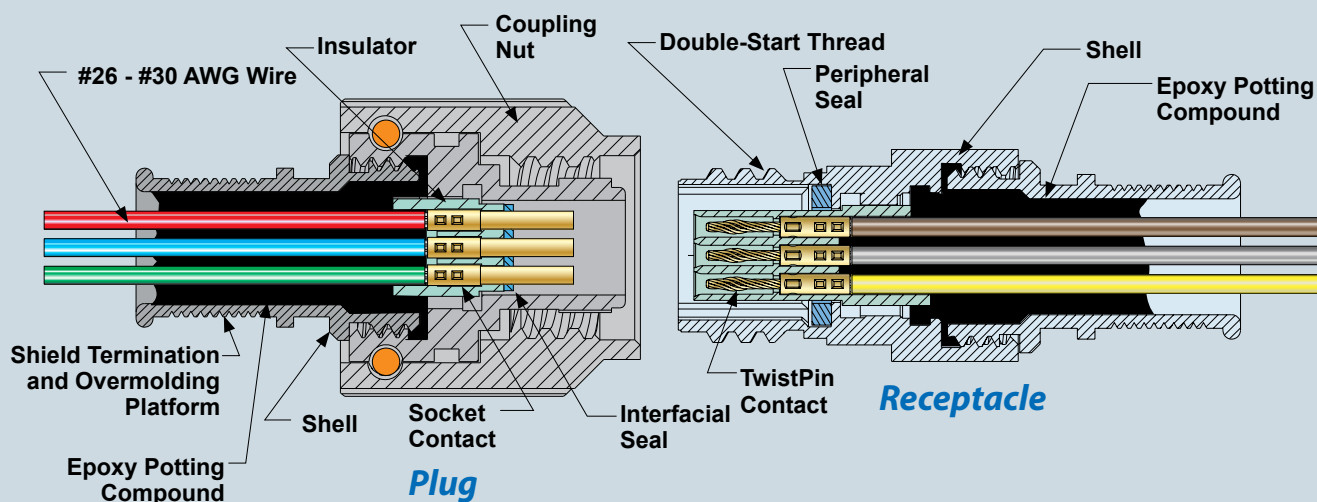 Coupling
Nut
Insulator
#26 - #30 AWG Wire
Double-Start Thread
Peripheral
Seal
Shell
Epoxy Potting
Compound
Shield Termination
and Overmolding
Platform
Shell
Epoxy Potting
Compound
Socket
Contact
Interfacial
Seal
Plug
TwistPin
Contact
Receptacle